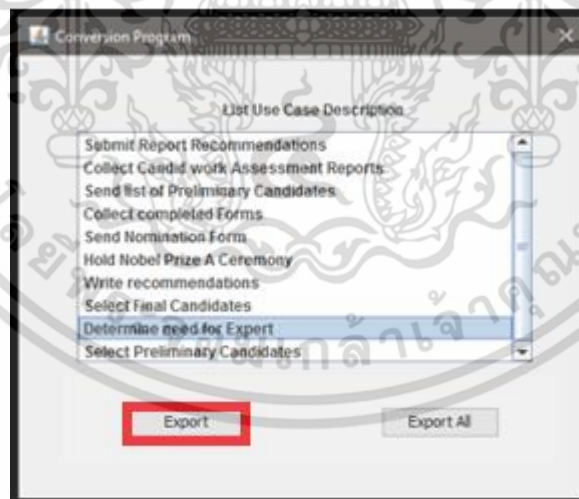 Conversion Program
List Use Case Description
Submit Report Recommendations
Collect Candid work Assessment Reports
Send list of Preliminary Candidates
Collect completed Forms
Send Nomination Form
Hold Nobel Prize A Ceremony
Write recommendations
Select Final Candidates
Determine need for Expert
Select Preliminary Candidates
Export
Export All